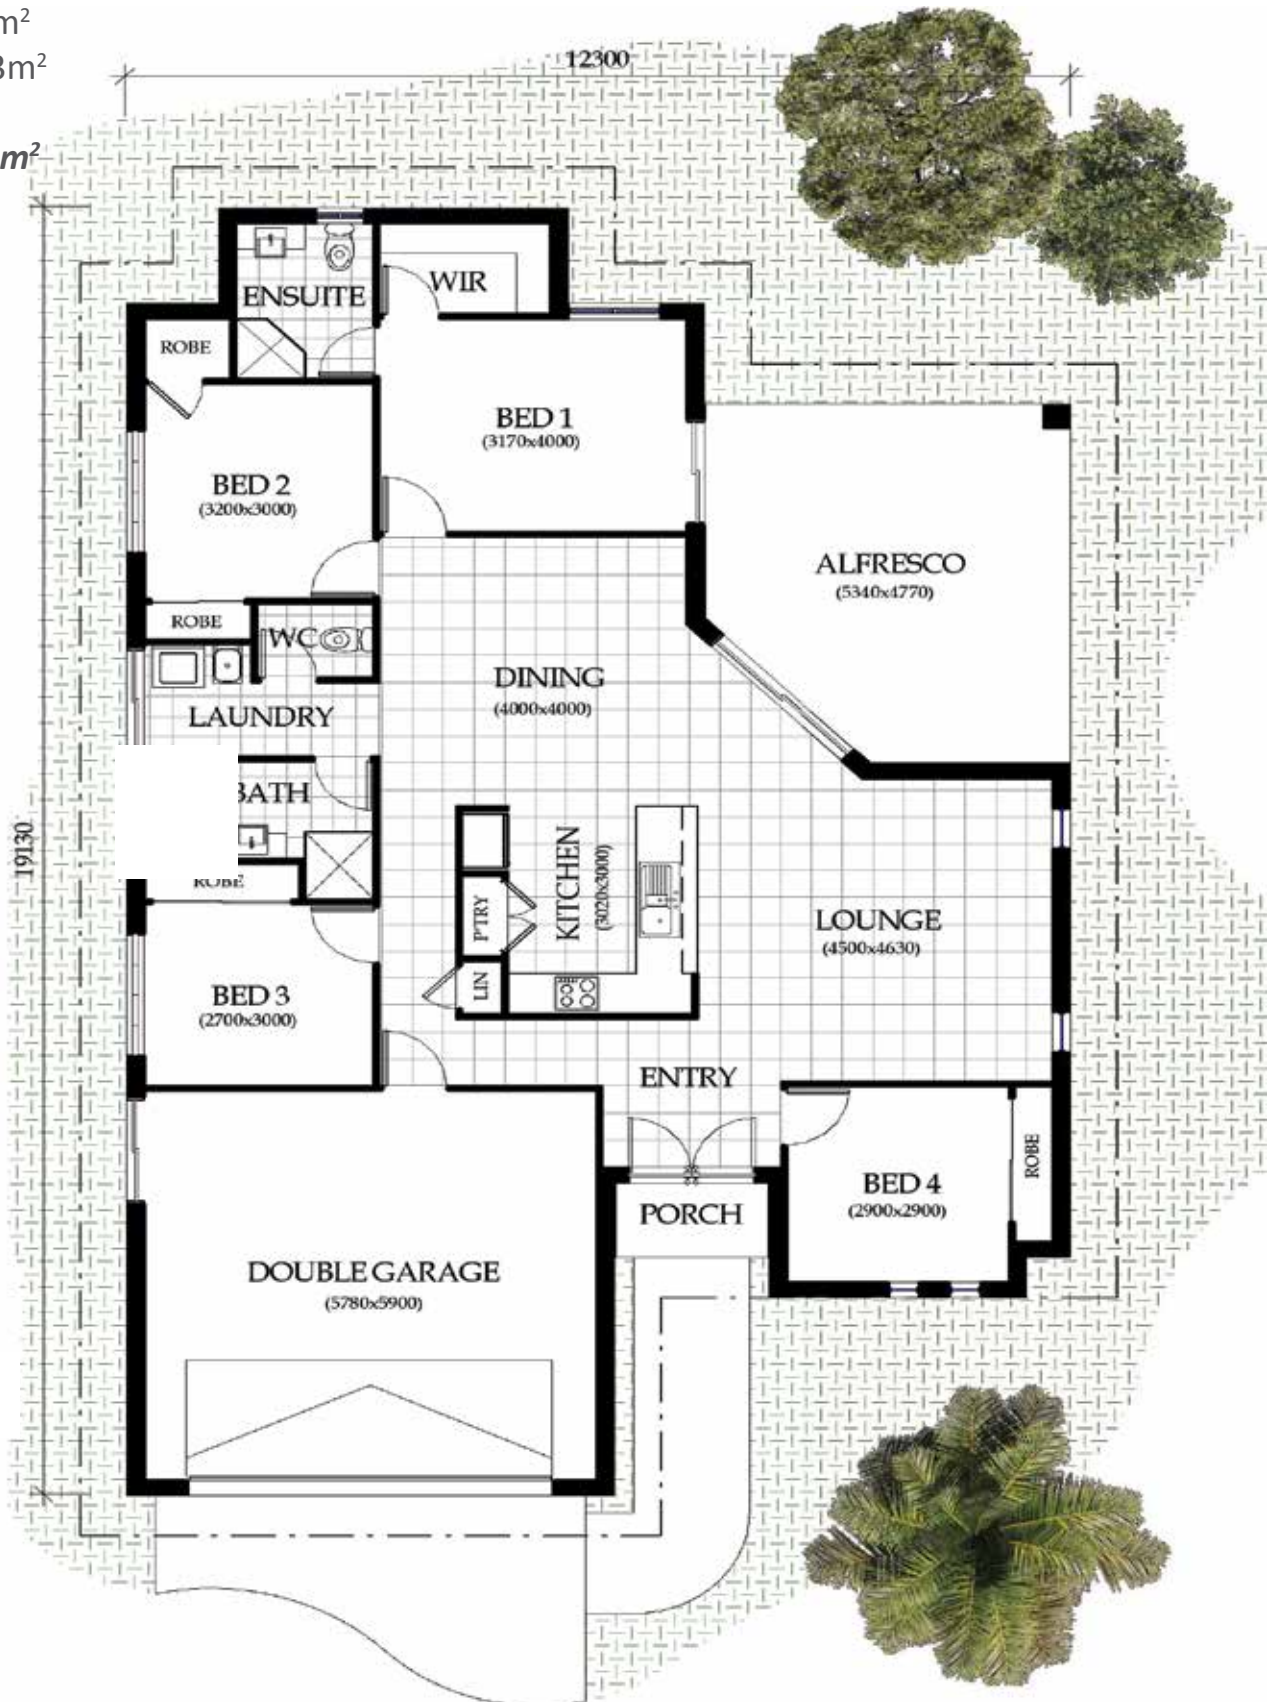 m²
3m²
m²
12300
19130
ENSUITE
WIR
ROBE
BED 1
(3170x4000)
BED 2
(3200x3000)
ALFRESCO
(5340x4770)
ROBE
WC
DINING
(4000x4000)
LAUNDRY
BATH
KITCHEN
(3020x3000)
ROBE
P'TRY
LOUNGE
(4500x4630)
LIN
BED 3
(2700x3000)
ENTRY
ROBE
BED 4
(2900x2900)
PORCH
DOUBLE GARAGE
(5780x5900)